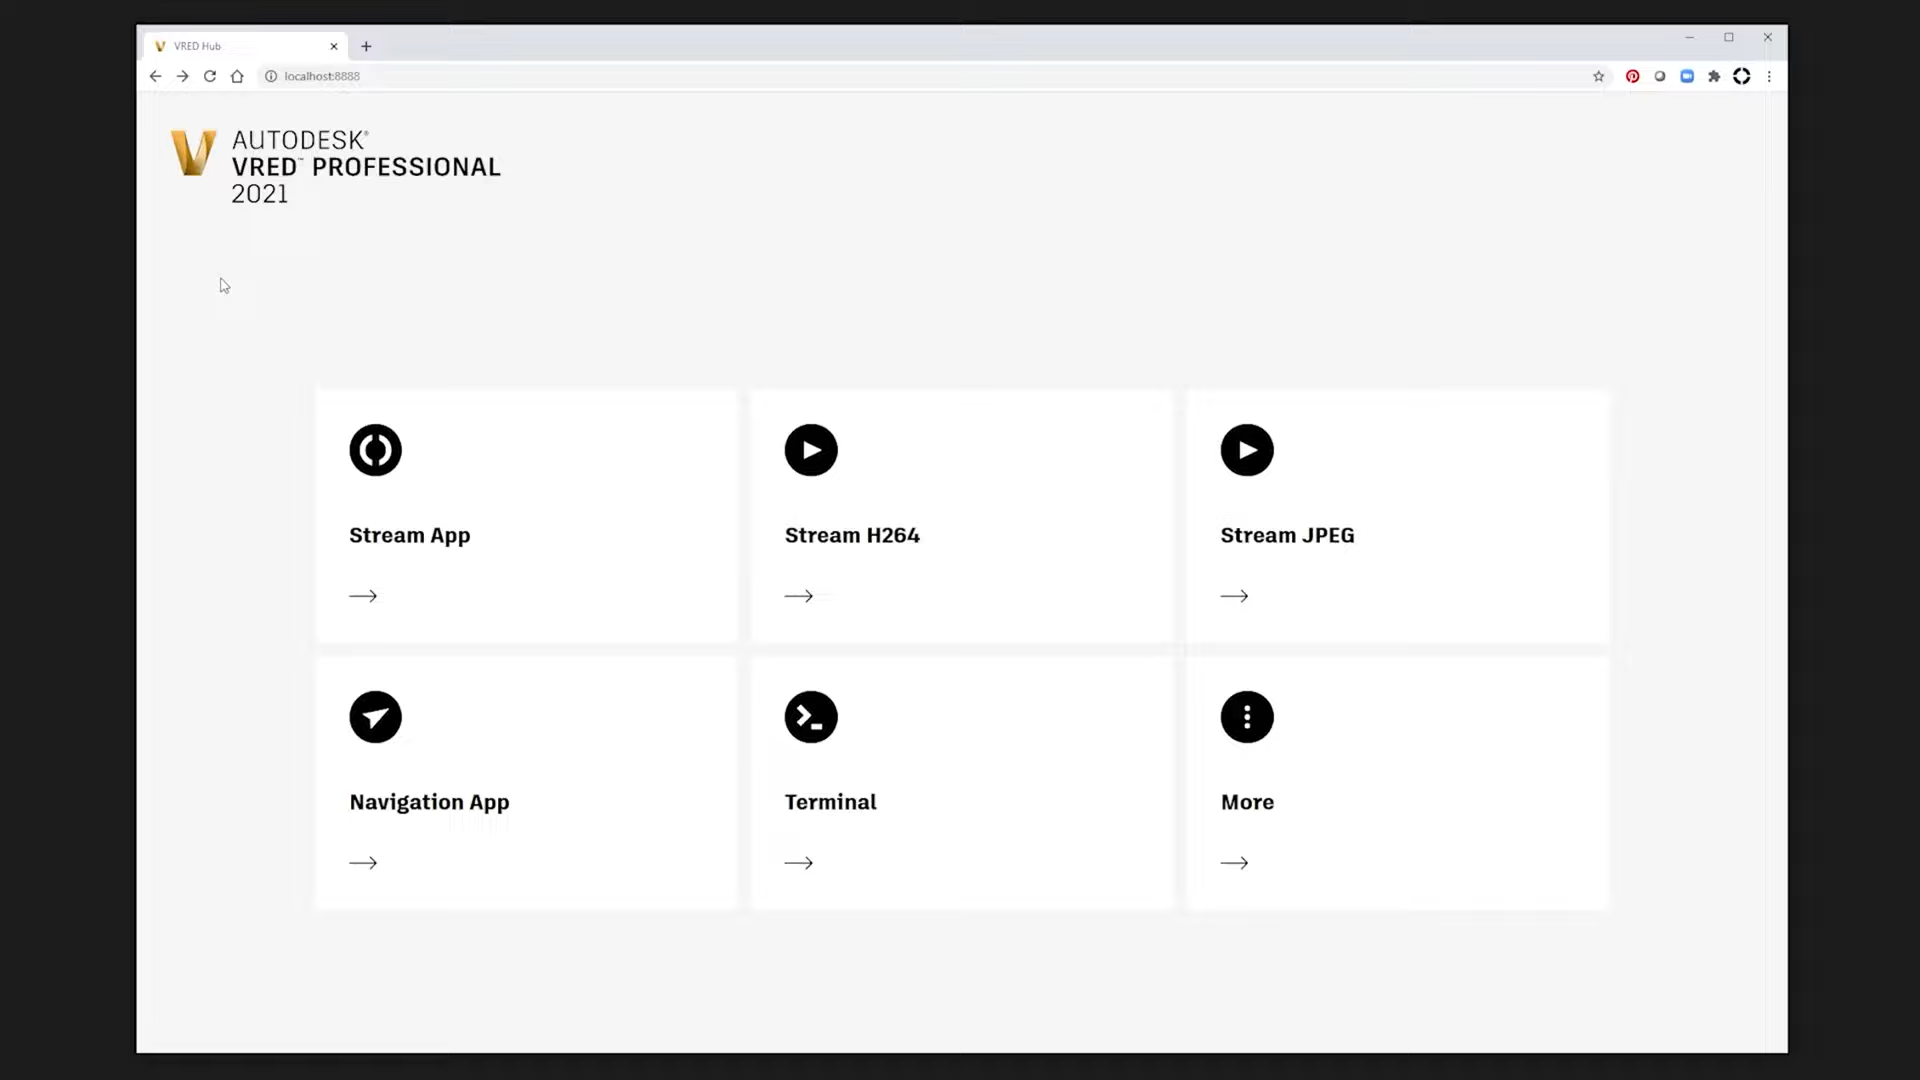 VRED Hub
localhost:8888
AUTODESK®
VRED™ PROFESSIONAL
2021
Stream App
Stream H264
Stream JPEG
Navigation App
Terminal
More